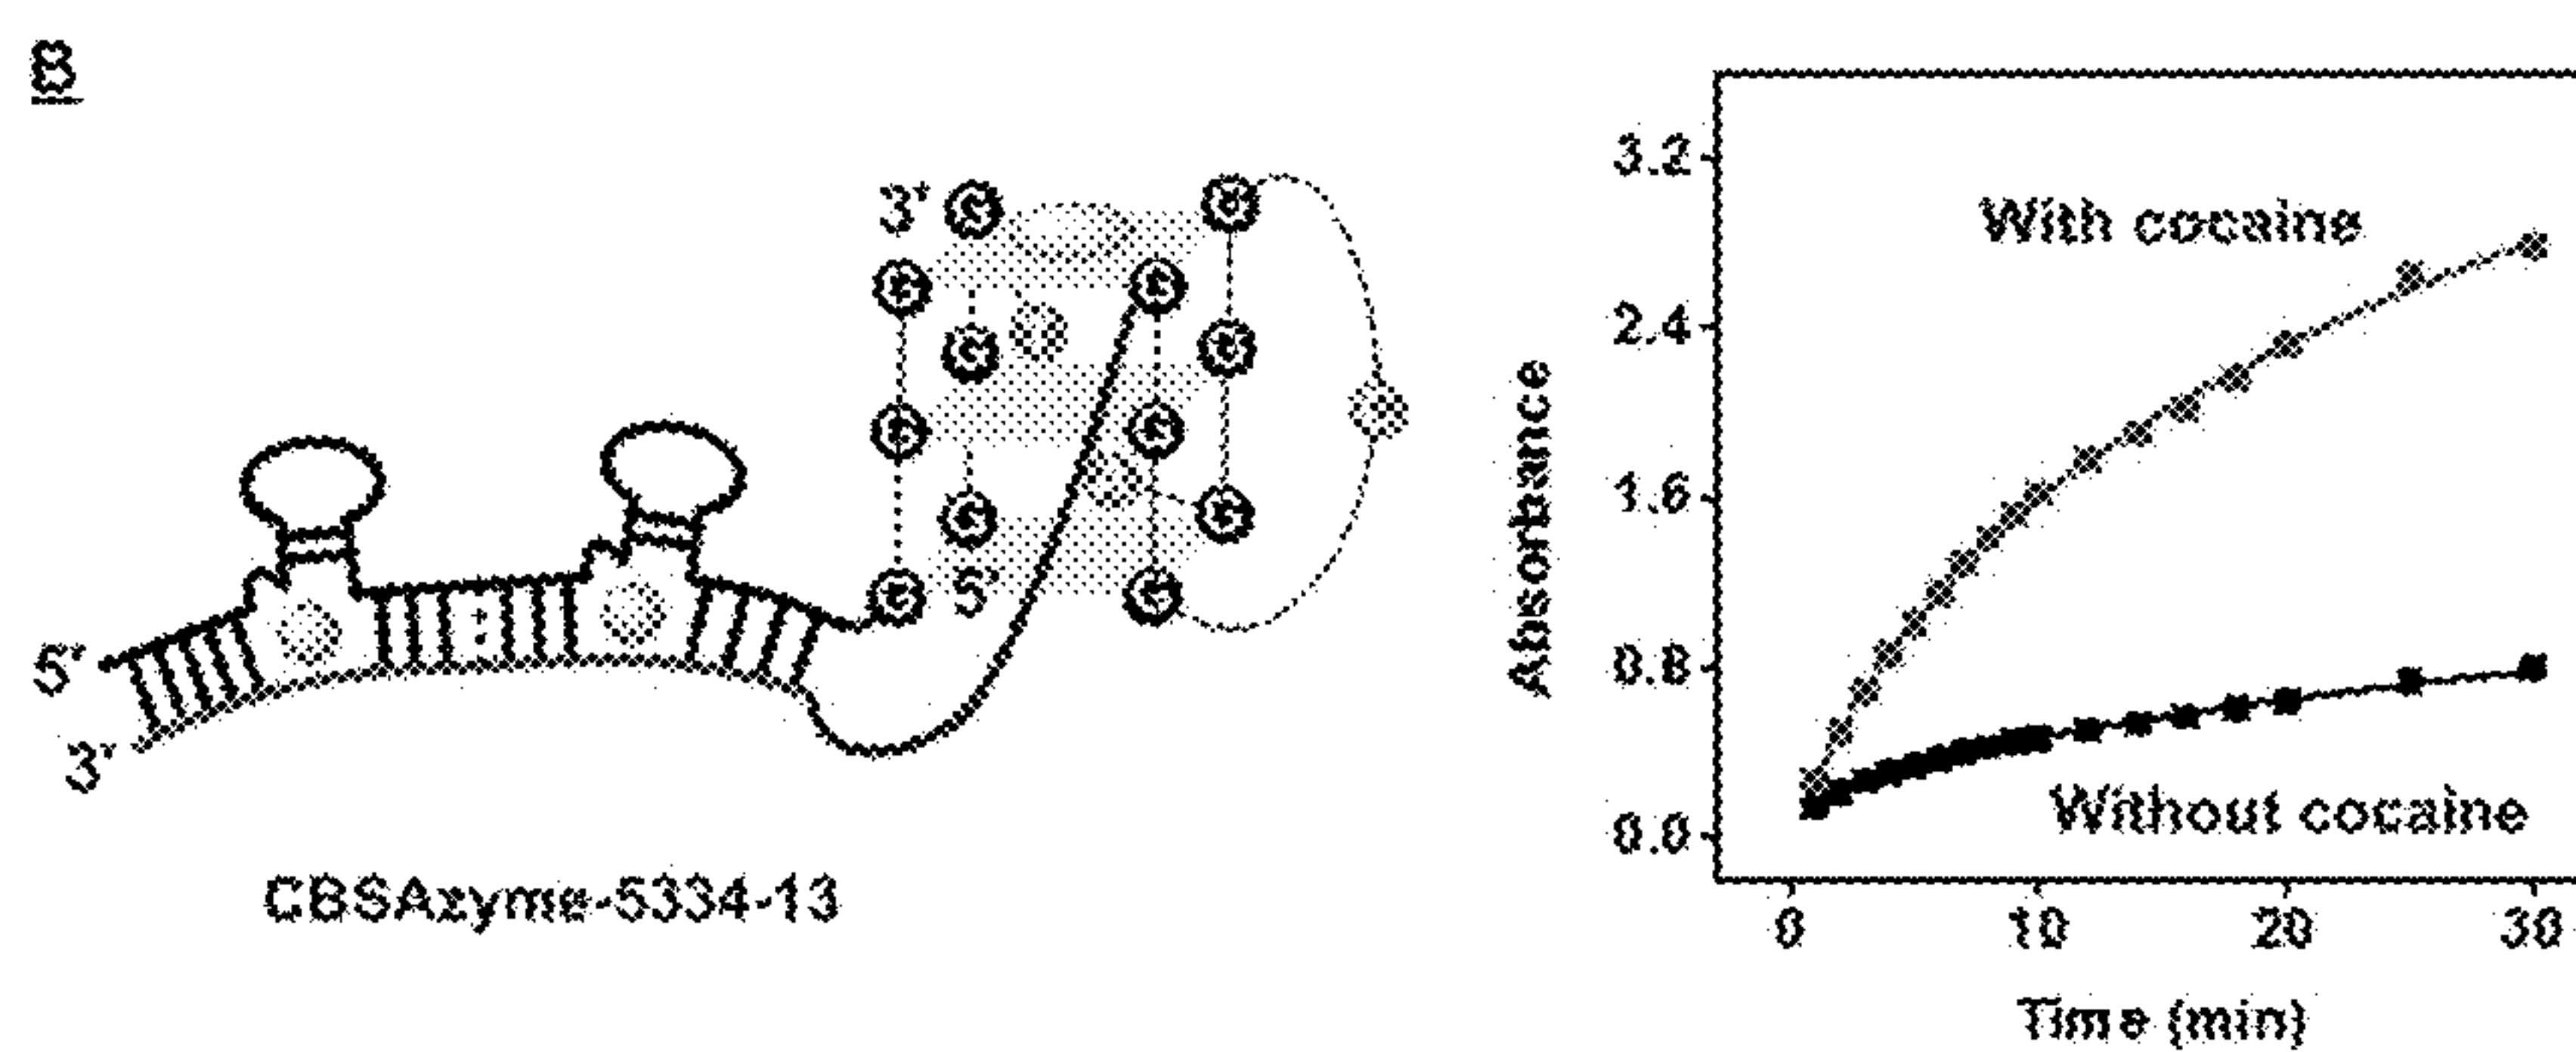 B
3'
5'
5'
3'
CBSAzyme-5334-13
Absorbance
3.2
2.4
1.6
0.8
0.0
With cocaine
Without cocaine
0 10 20 30
Time (min)